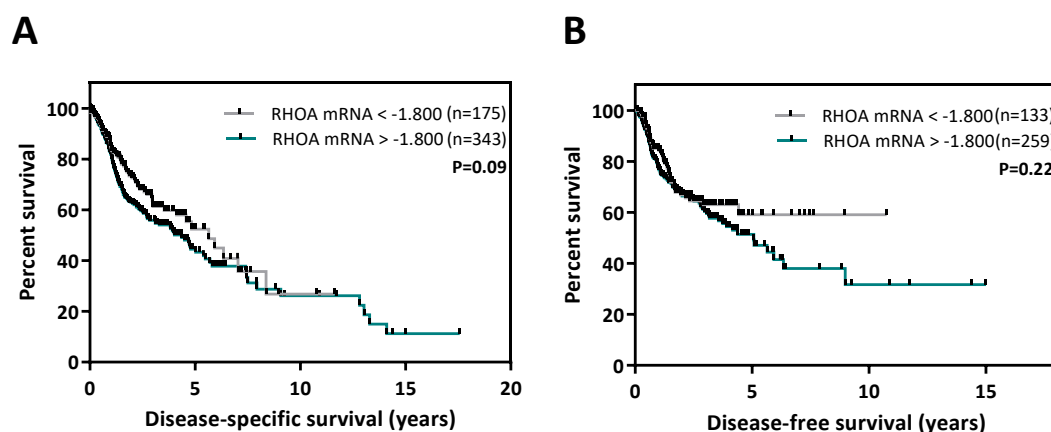 A
RHOA mRNA < -1.800 (n=175)
RHOA mRNA > -1.800 (n=343)
P=0.09
Percent survival
100
80
60
40
20
0
0 5 10 15 20
Disease-specific survival (years)
B
RHOA mRNA < -1.800(n=133)
RHOA mRNA > -1.800(n=259)
P=0.22
Percent survival
100
80
60
40
20
0
0 5 10 15
Disease-free survival (years)